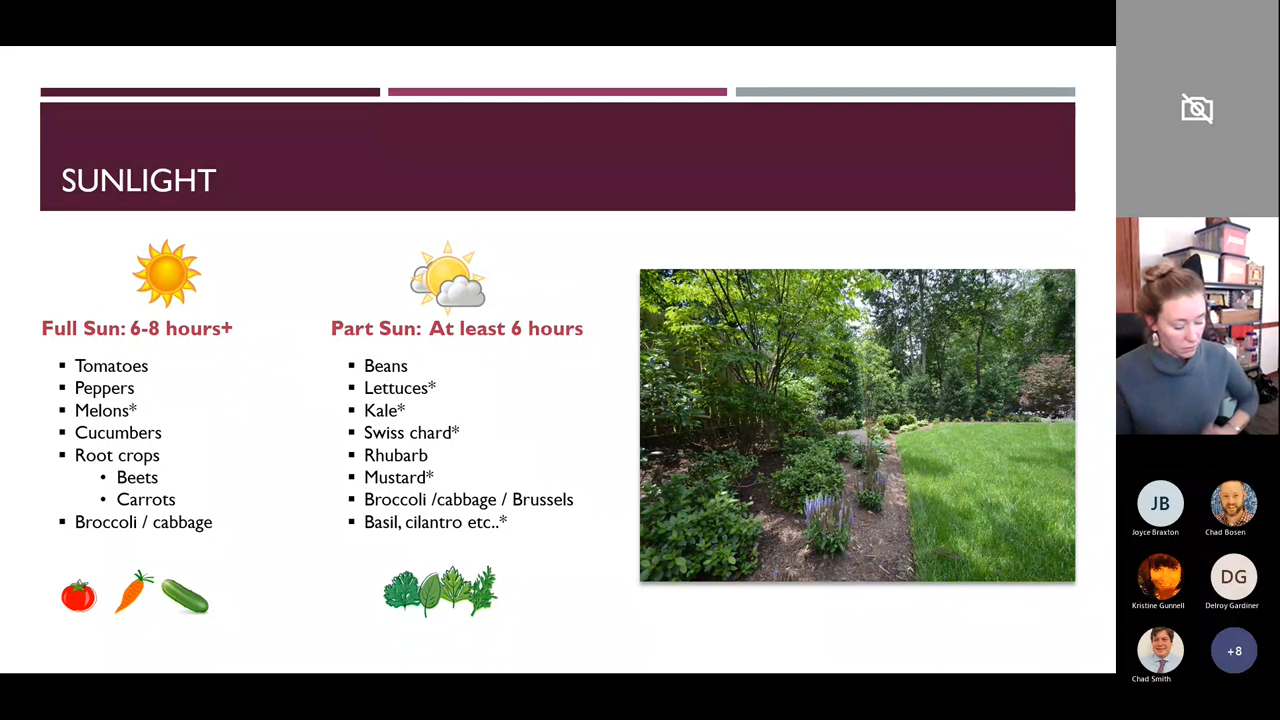 SUNLIGHT
Full Sun: 6-8 hours+
▪ Tomatoes
▪ Peppers
▪ Melons*
▪ Cucumbers
▪ Root crops
• Beets
• Carrots
▪ Broccoli / cabbage
Part Sun: At least 6 hours
▪ Beans
▪ Lettuces*
▪ Kale*
▪ Swiss chard*
▪ Rhubarb
▪ Mustard*
▪ Broccoli /cabbage / Brussels
▪ Basil, cilantro etc..*
JB
Joyce Braxton
Chad Bosen
Kristine Gunnell
DG
Delroy Gardiner
Chad Smith
+8